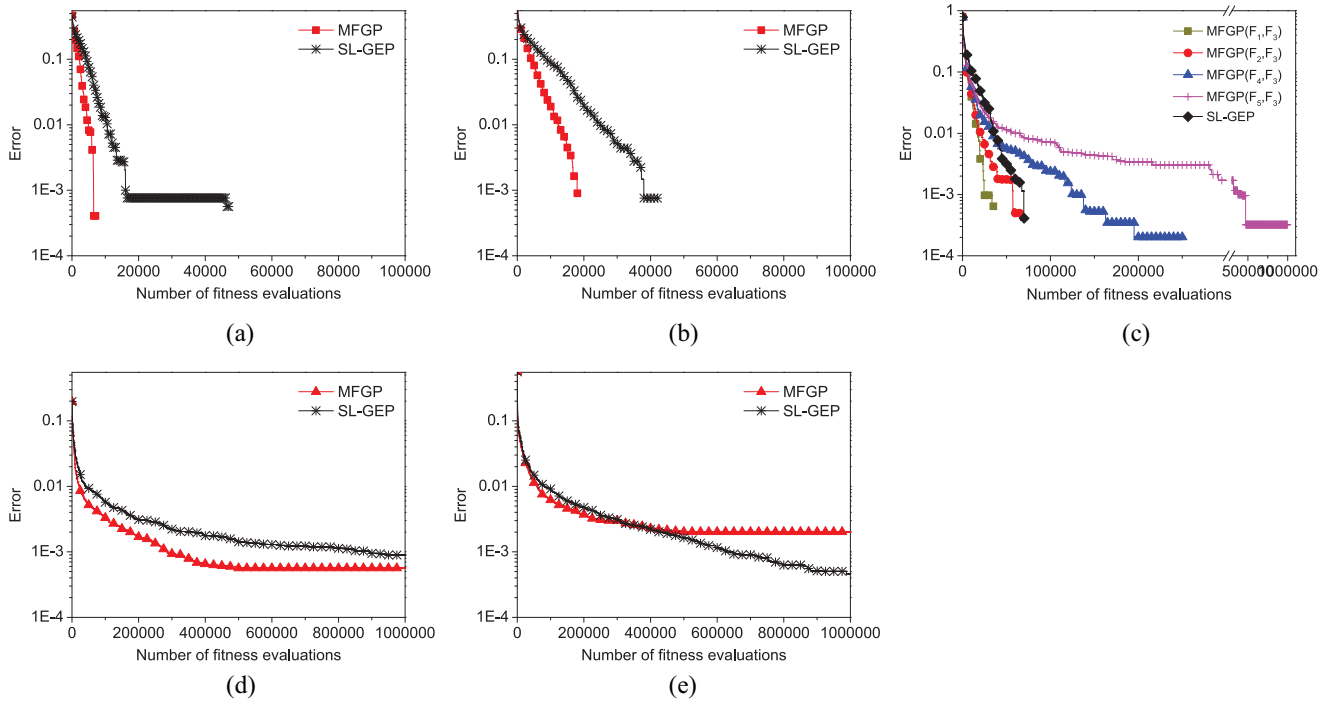 MFGP
SL-GEP
0.1
0.01
1E−3
1E−4
Error
0 20000 40000 60000 80000 100000
Number of fitness evaluations
(a)
MFGP
SL-GEP
0.1
0.01
1E−3
1E−4
Error
0 20000 40000 60000 80000 100000
Number of fitness evaluations
(b)
MFGP(F1,F3)
MFGP(F2,F3)
MFGP(F4,F3)
MFGP(F5,F3)
SL-GEP
1
0.1
0.01
1E−3
1E−4
Error
0 100000 200000 500000 1000000
Number of fitness evaluations
(c)
MFGP
SL-GEP
0.1
0.01
1E−3
1E−4
Error
0 200000 400000 600000 800000 1000000
Number of fitness evaluations
(d)
MFGP
SL-GEP
0.1
0.01
1E−3
1E−4
Error
0 200000 400000 600000 800000 1000000
Number of fitness evaluations
(e)